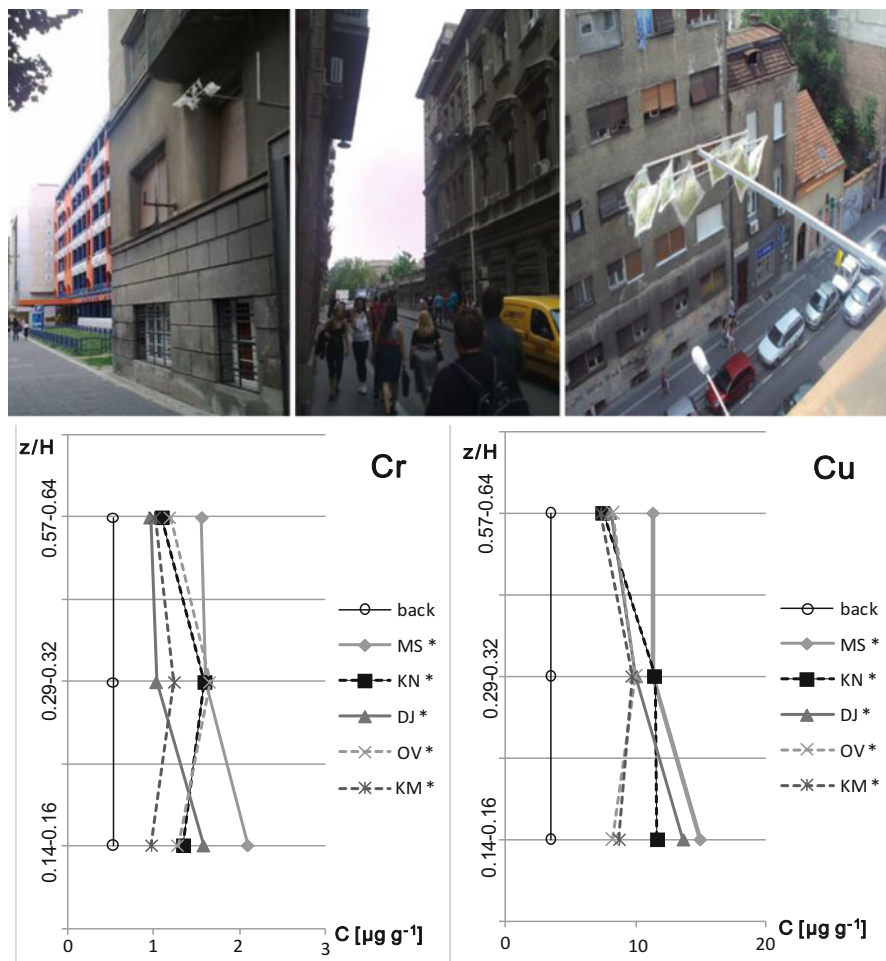 z/H
Cr
0.57-0.64
0.29-0.32
0.14-0.16
back
MS *
KN *
DJ *
OV *
KM *
C [µg g-1]
0
1
2
3
z/H
Cu
0.57-0.64
0.29-0.32
0.14-0.16
back
MS *
KN *
DJ *
OV *
KM *
C [µg g-1]
0
10
20